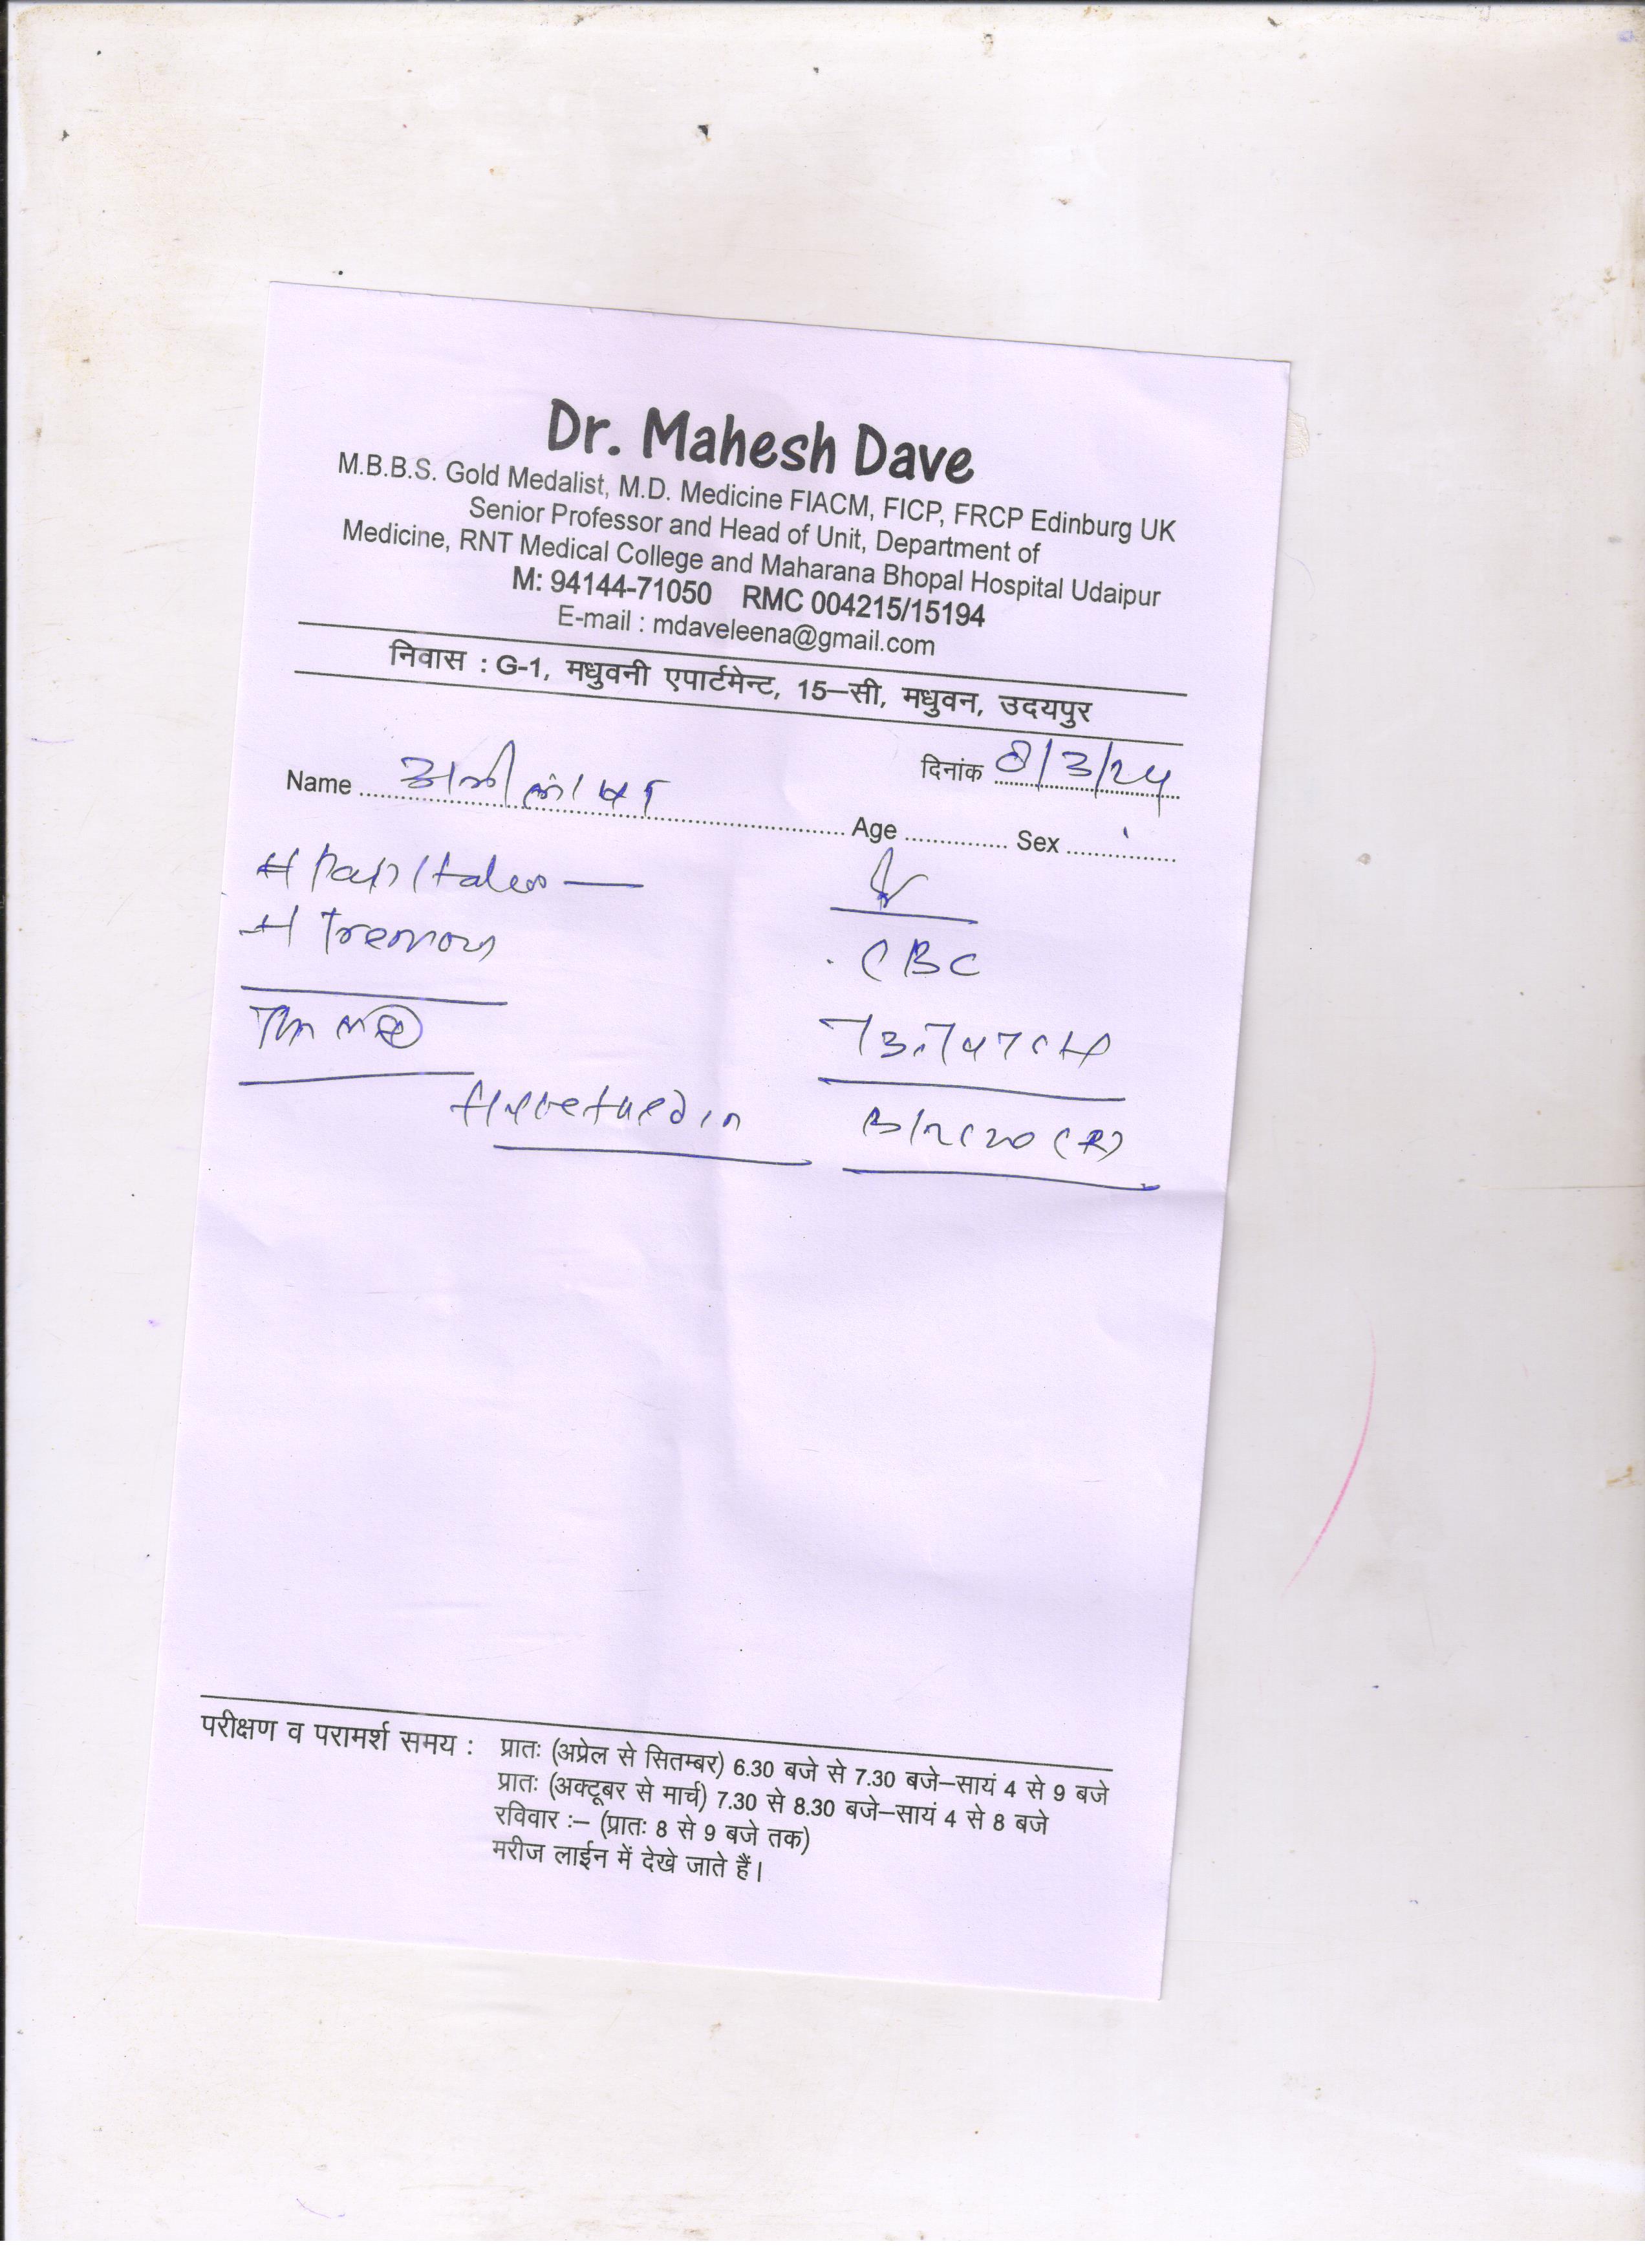 Dr. Mahesh Dave
M.B.B.S. Gold Medalist, M.D. Medicine FIACM, FICP, FRCP Edinburg UK
Senior Professor and Head of Unit, Department of
Medicine, RNT Medical College and Maharana Bhopal Hospital Udaipur
M: 94144-71050 RMC 004215/15194
E-mail : mdaveleena@gmail.com
निवास : G-1, मधुवनी एपार्टमेन्ट, 15–सी, मधुवन, उदयपुर
दिनांक 8/3/24
Name Age Sex
Tremors
CBC
परीक्षण व परामर्श समय : प्रातः (अप्रेल से सितम्बर) 6.30 बजे से 7.30 बजे–सायं 4 से 9 बजे
प्रातः (अक्टूबर से मार्च) 7.30 से 8.30 बजे–सायं 4 से 8 बजे
रविवार :– (प्रातः 8 से 9 बजे तक)
मरीज लाईन में देखे जाते हैं।